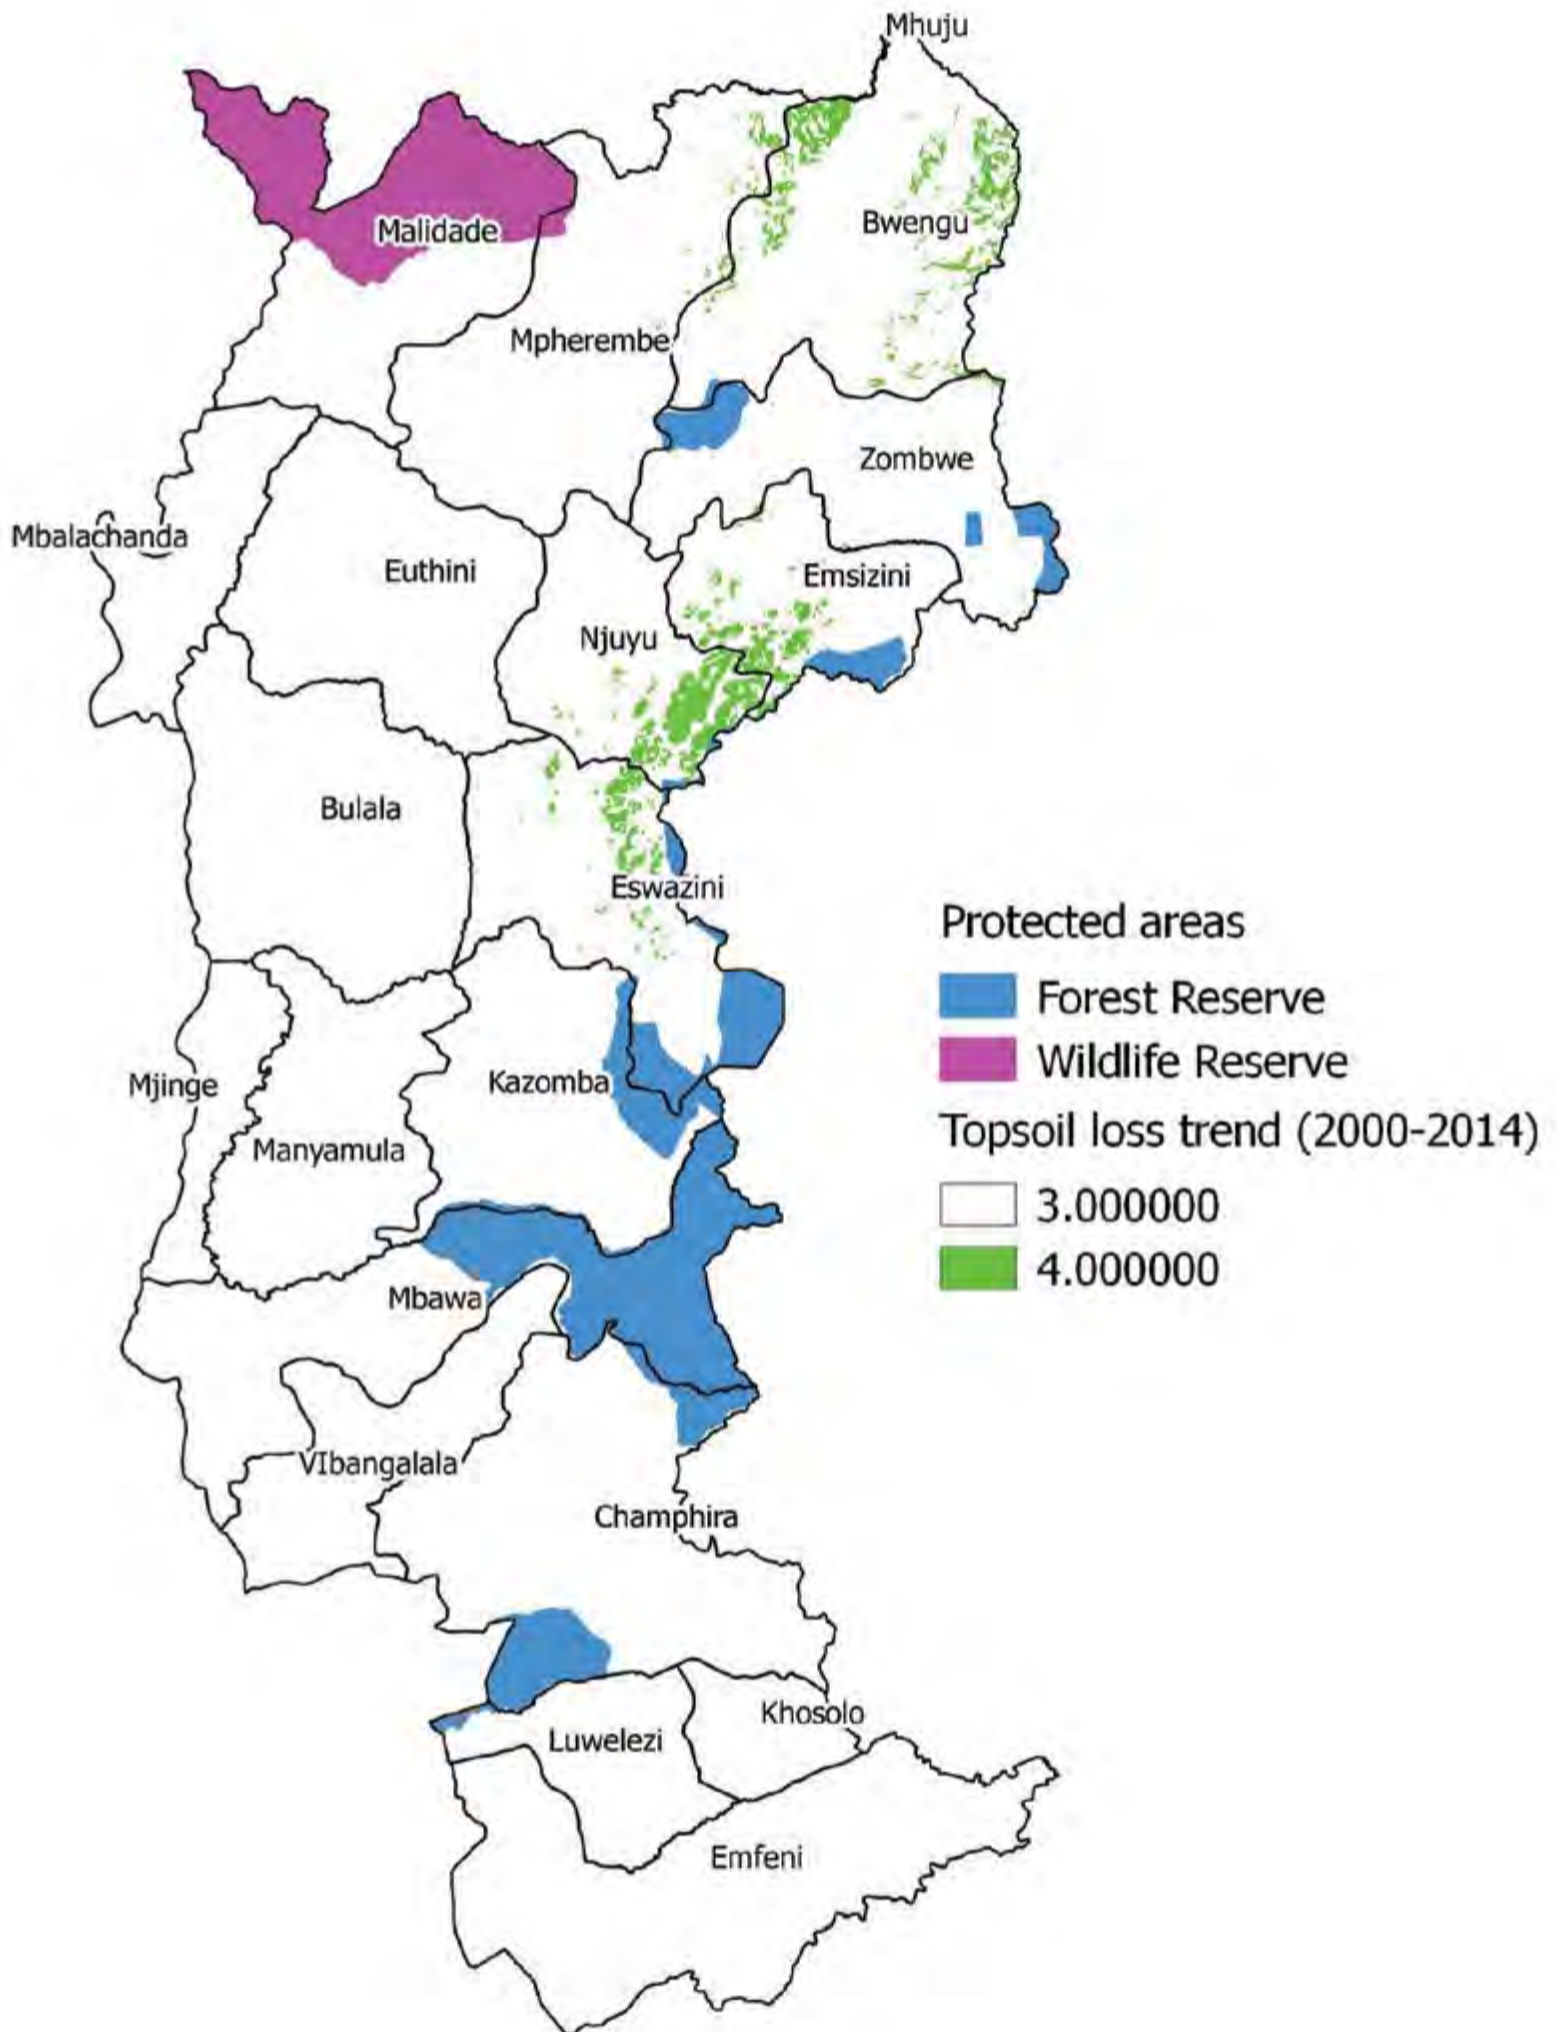 Mhuju
Malidade
Bwengu
Mpherembe
Zombwe
Mbalachanda
Euthini
Emsizini
Njuyu
Bulala
Eswazini
Protected areas
Forest Reserve
Wildlife Reserve
Topsoil loss trend (2000-2014)
3.000000
4.000000
Mjinge
Kazomba
Manyamula
Mbawa
VIbangalala
Champhira
Khosolo
Luwelezi
Emfeni